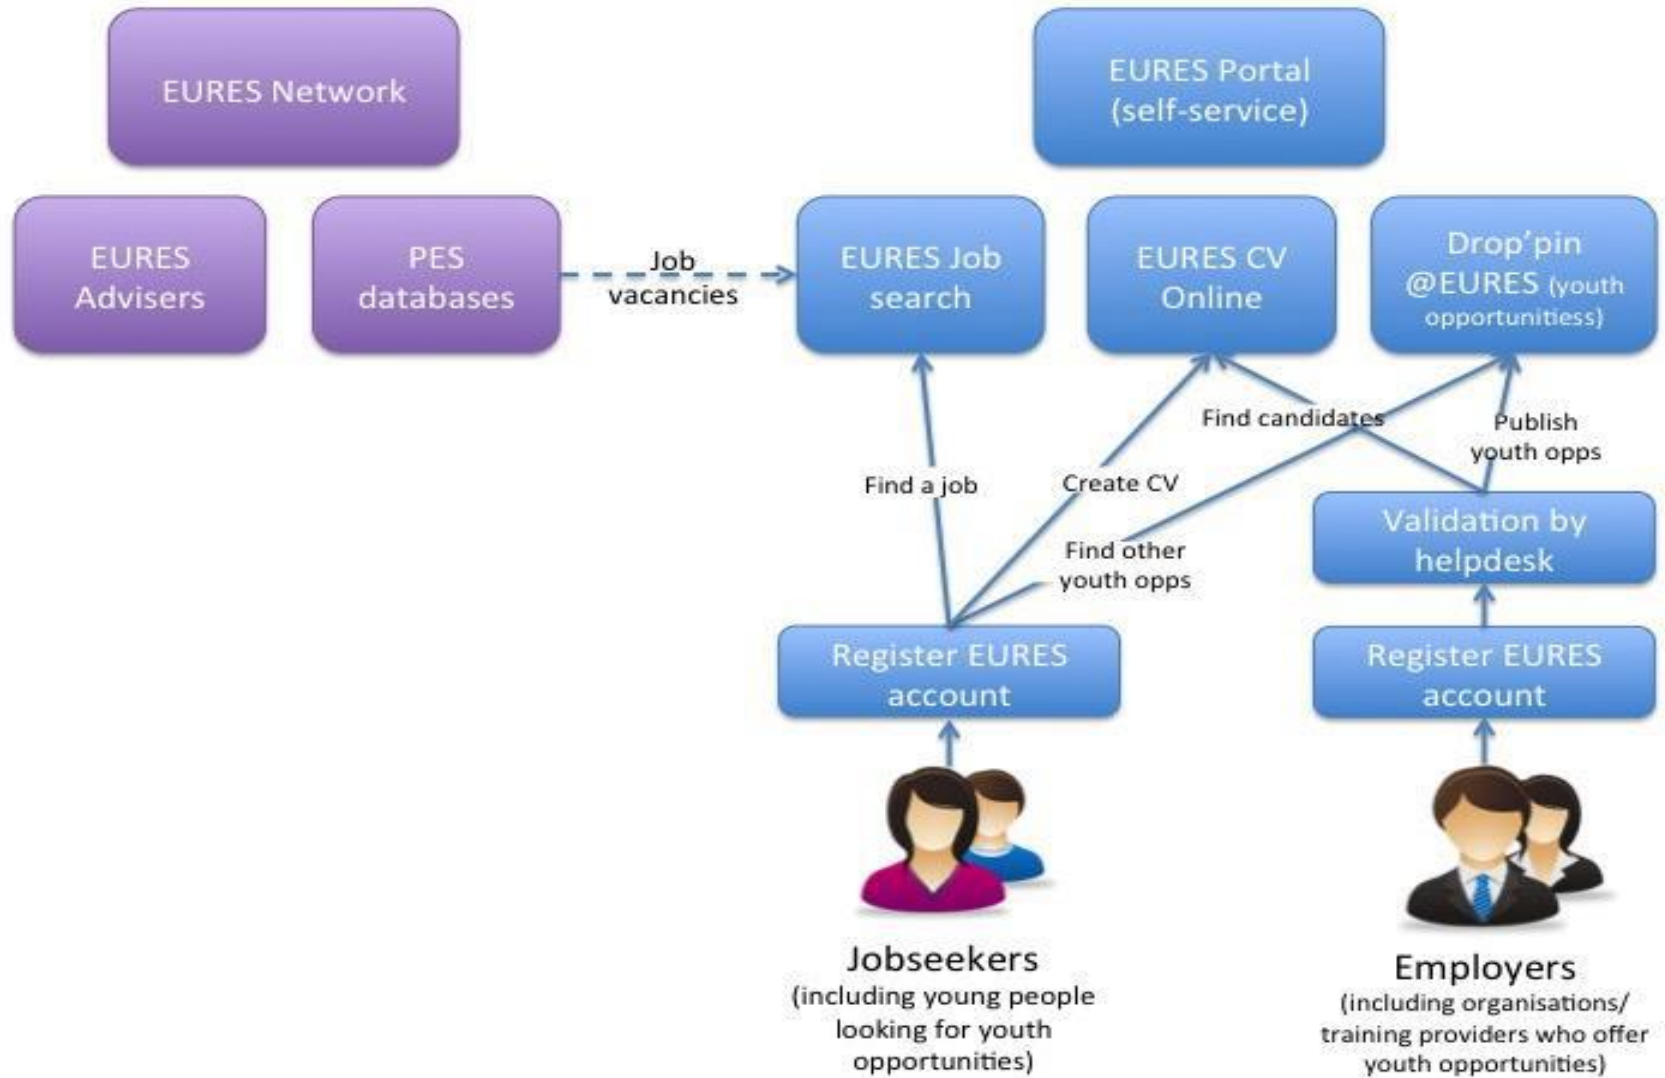 EURES Network
EURES Portal
(self-service)
EURES
Advisers
PES
databases
Job
vacancies
EURES Job
search
EURES CV
Online
Drop'pin
@EURES (youth
opportunitiess)
Find candidates
Publish
youth opps
Find a job
Create CV
Find other
youth opps
Validation by
helpdesk
Register EURES
account
Register EURES
account
Jobseekers
(including young people
looking for youth
opportunities)
Employers
(including organisations/
training providers who offer
youth opportunities)